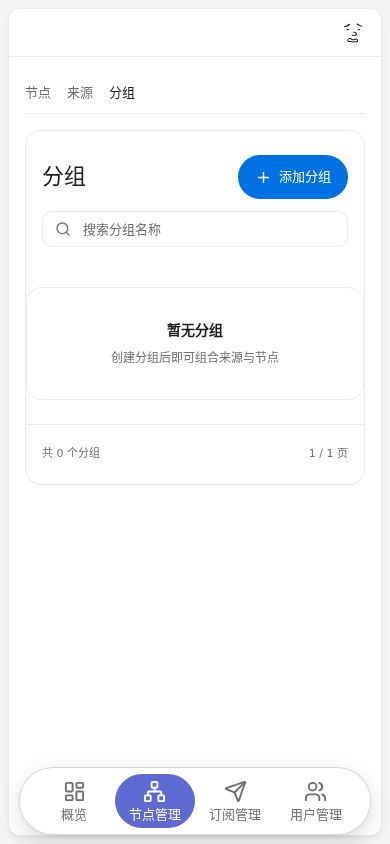 节点 来源 分组
分组
添加分组
搜索分组名称
暂无分组
创建分组后即可组合来源与节点
共 0 个分组 1 / 1 页
概览 节点管理 订阅管理 用户管理